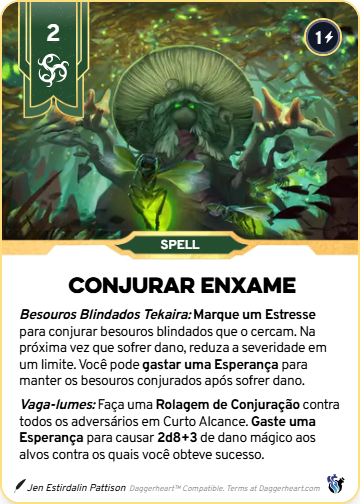 2
1
SPELL
CONJURAR ENXAME
Besouros Blindados Tekaira: Marque um Estresse
para conjurar besouros blindados que o cercam. Na
próxima vez que sofrer dano, reduza a severidade em
um limite. Você pode gastar uma Esperança para
manter os besouros conjurados após sofrer dano.
Vaga-lumes: Faça uma Rolagem de Conjuração contra
todos os adversários em Curto Alcance. Gaste uma
Esperança para causar 2d8+3 de dano mágico aos
alvos contra os quais você obteve sucesso.
Jen Estirdalin Pattison Daggerheart™ Compatible. Terms at Daggerheart.com